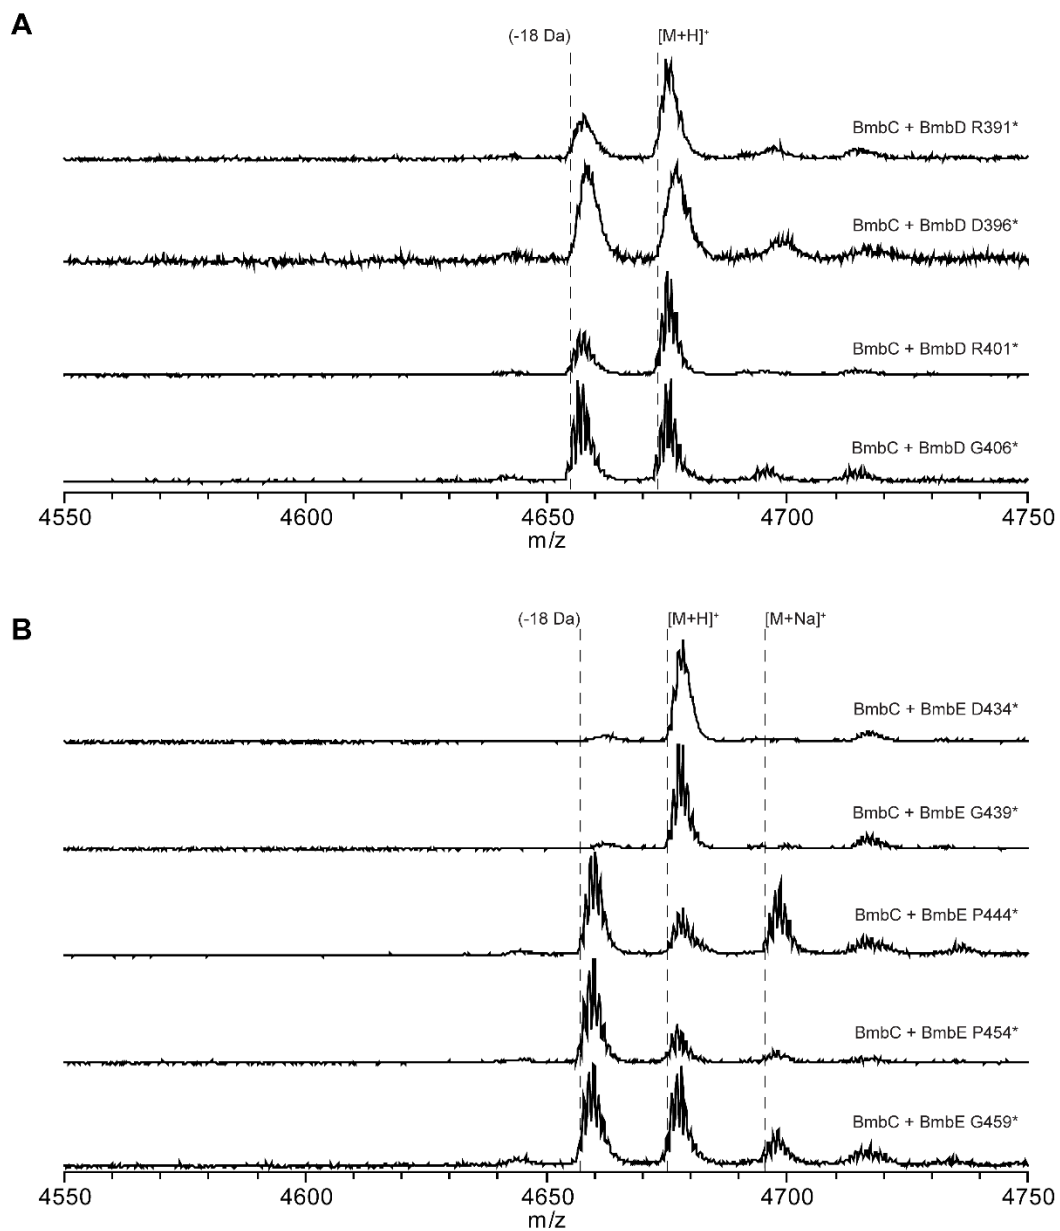 A
(-18 Da)
[M+H]⁺
BmbC + BmbD R391*
BmbC + BmbD D396*
BmbC + BmbD R401*
BmbC + BmbD G406*
4550 4600 4650 4700 4750
m/z
B
(-18 Da)
[M+H]⁺
[M+Na]⁺
BmbC + BmbE D434*
BmbC + BmbE G439*
BmbC + BmbE P444*
BmbC + BmbE P454*
BmbC + BmbE G459*
4550 4600 4650 4700 4750
m/z